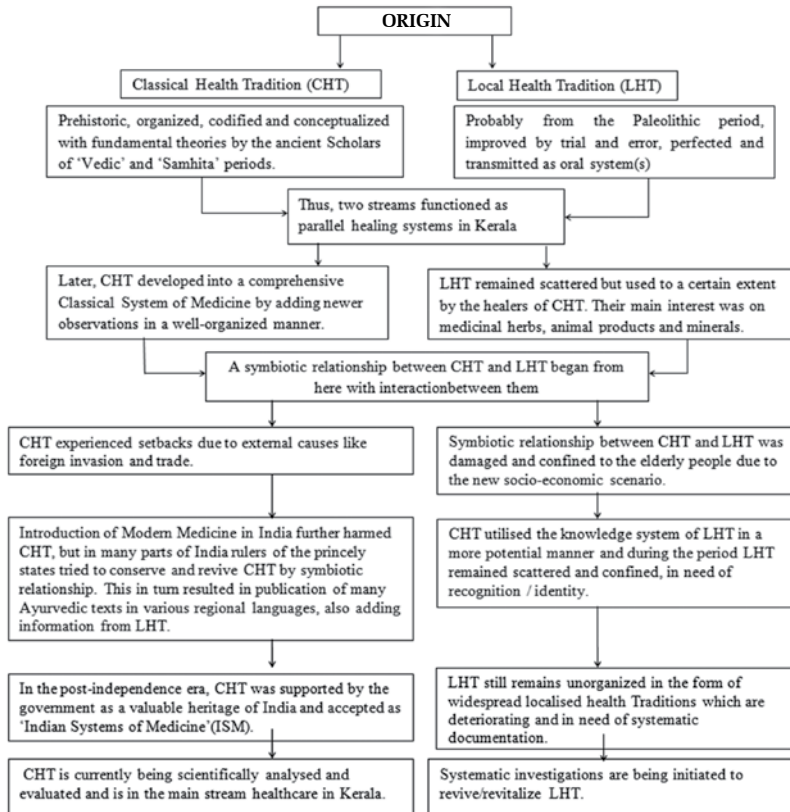 ORIGIN
Classical Health Tradition (CHT)
Local Health Tradition (LHT)
Prehistoric, organized, codified and conceptualized
with fundamental theories by the ancient Scholars
of ‘Vedic’ and ‘Samhita’ periods.
Probably from the Paleolithic period,
improved by trial and error, perfected and
transmitted as oral system(s)
Thus, two streams functioned as
parallel healing systems in Kerala
Later, CHT developed into a comprehensive
Classical System of Medicine by adding newer
observations in a well-organized manner.
LHT remained scattered but used to a certain extent
by the healers of CHT. Their main interest was on
medicinal herbs, animal products and minerals.
A symbiotic relationship between CHT and LHT began from
here with interactionbetween them
CHT experienced setbacks due to external causes like
foreign invasion and trade.
Symbiotic relationship between CHT and LHT was
damaged and confined to the elderly people due to
the new socio-economic scenario.
Introduction of Modern Medicine in India further harmed
CHT, but in many parts of India rulers of the princely
states tried to conserve and revive CHT by symbiotic
relationship. This in turn resulted in publication of many
Ayurvedic texts in various regional languages, also adding
information from LHT.
CHT utilised the knowledge system of LHT in a
more potential manner and during the period LHT
remained scattered and confined, in need of
recognition / identity.
In the post-independence era, CHT was supported by the
government as a valuable heritage of India and accepted as
‘Indian Systems of Medicine’(ISM).
LHT still remains unorganized in the form of
widespread localised health Traditions which are
deteriorating and in need of systematic
documentation.
CHT is currently being scientifically analysed and
evaluated and is in the main stream healthcare in Kerala.
Systematic investigations are being initiated to
revive/revitalize LHT.